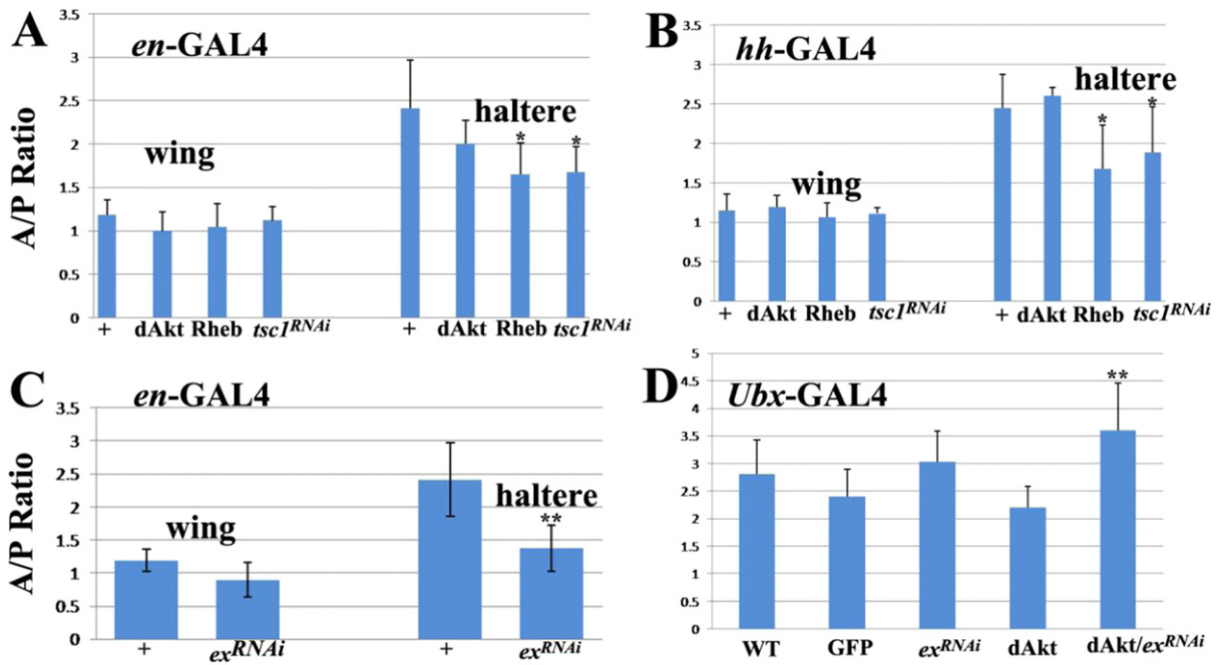 A
en-GAL4
A/P Ratio
3.5
3
2.5
2
1.5
1
0.5
0
wing
haltere
*
*
+ dAkt Rheb tsc1RNAi
+ dAkt Rheb tsc1RNAi
B
hh-GAL4
3.5
3
2.5
2
1.5
1
0.5
0
wing
haltere
*
*
+ dAkt Rheb tsc1RNAi
+ dAkt Rheb tsc1RNAi
C
en-GAL4
A/P Ratio
3.5
3
2.5
2
1.5
1
0.5
0
wing
haltere
**
+ exRNAi
+ exRNAi
D
Ubx-GAL4
5
4.5
4
3.5
3
2.5
2
1.5
1
0.5
0
**
WT GFP exRNAi dAkt dAkt/exRNAi